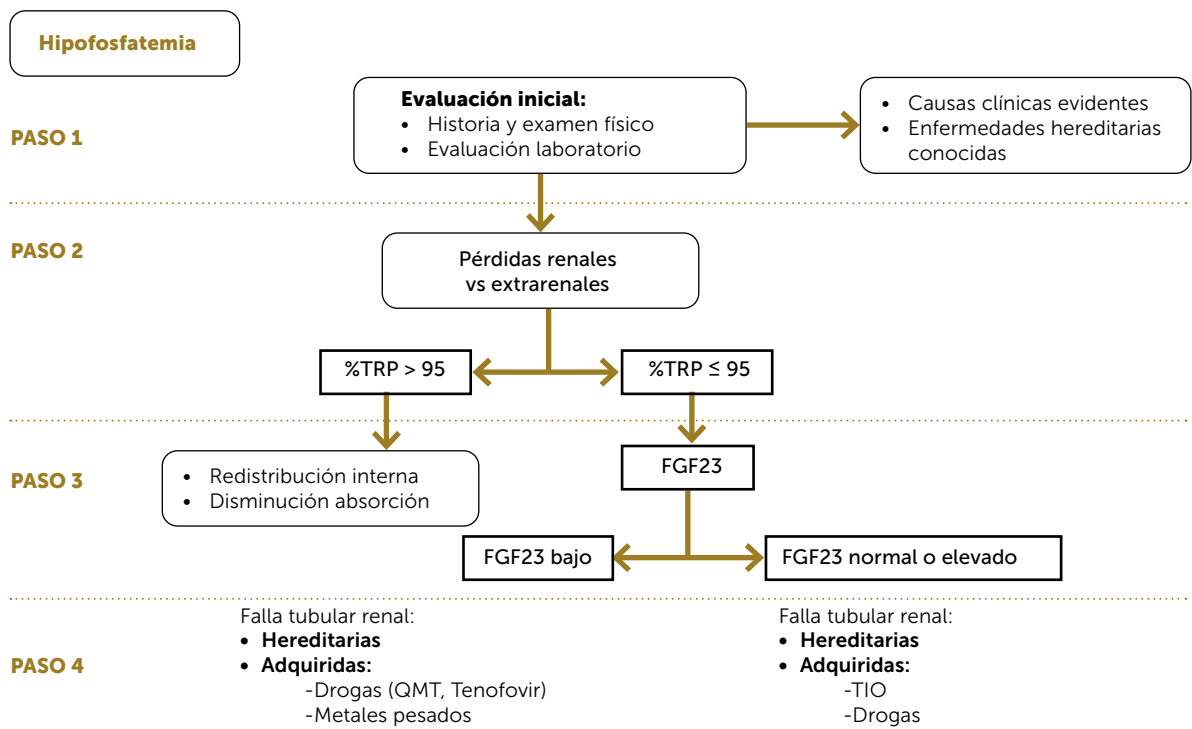 Hipofosfatemia
PASO 1
Evaluación inicial:
• Historia y examen físico
• Evaluación laboratorio
• Causas clínicas evidentes
• Enfermedades hereditarias
conocidas
PASO 2
Pérdidas renales
vs extrarenales
%TRP > 95
%TRP ≤ 95
PASO 3
• Redistribución interna
• Disminución absorción
FGF23
FGF23 bajo
FGF23 normal o elevado
PASO 4
Falla tubular renal:
• Hereditarias
• Adquiridas:
-Drogas (QMT, Tenofovir)
-Metales pesados
Falla tubular renal:
• Hereditarias
• Adquiridas:
-TIO
-Drogas